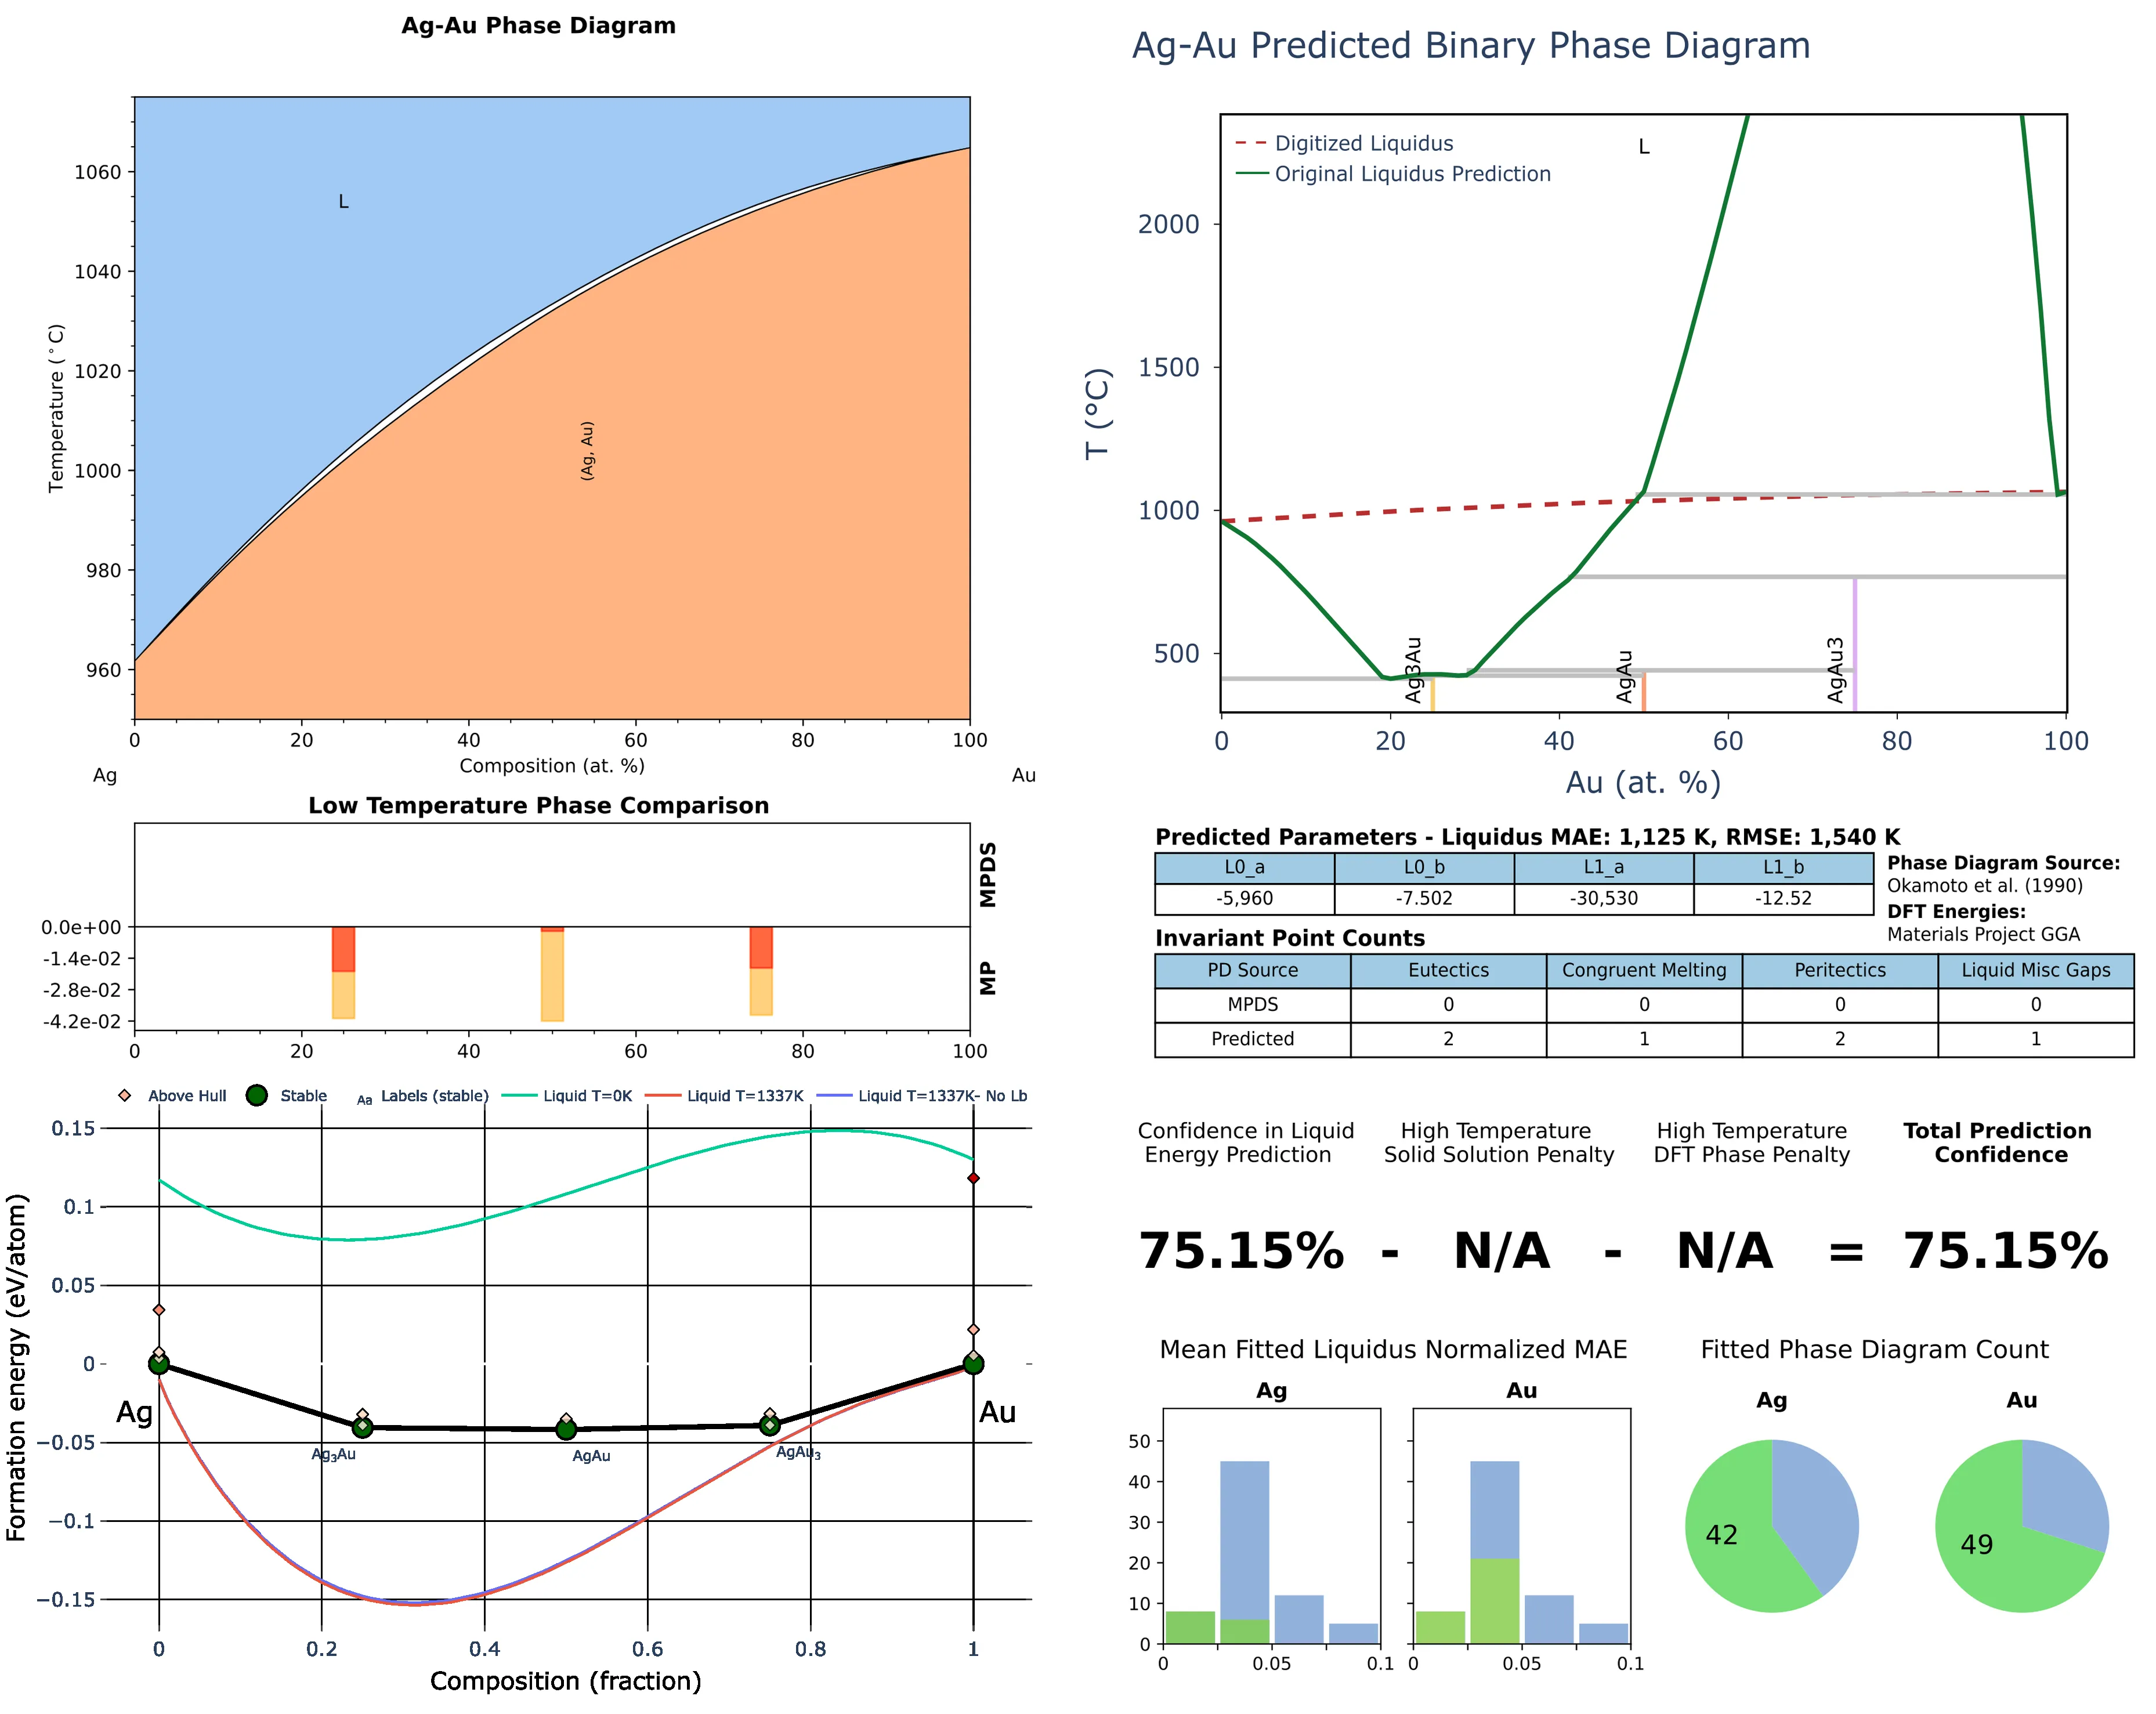 Ag-Au Phase Diagram
1060
1040
1020
1000
980
960
Temperature (°C)
L
(Ag, Au)
0 20 40 60 80 100
Composition (at. %)
Ag Au
Ag-Au Predicted Binary Phase Diagram
Digitized Liquidus
Original Liquidus Prediction
L
2000
1500
1000
500
T (°C)
Ag3Au
AgAu
AgAu3
0 20 40 60 80 100
Au (at. %)
Low Temperature Phase Comparison
MPDS
MP
0.0e+00
-1.4e-02
-2.8e-02
-4.2e-02
0 20 40 60 80 100
Predicted Parameters - Liquidus MAE: 1,125 K, RMSE: 1,540 K
L0_a L0_b L1_a L1_b
-5,960 -7.502 -30,530 -12.52
Phase Diagram Source:
Okamoto et al. (1990)
DFT Energies:
Materials Project GGA
Invariant Point Counts
PD Source Eutectics Congruent Melting Peritectics Liquid Misc Gaps
MPDS 0 0 0 0
Predicted 2 1 2 1
Above Hull Stable Aa Labels (stable) Liquid T=0K Liquid T=1337K Liquid T=1337K- No Lb
0.15
0.1
0.05
0
−0.05
−0.1
−0.15
Formation energy (eV/atom)
Ag Au
Ag₃Au AgAu AgAu₃
0 0.2 0.4 0.6 0.8 1
Composition (fraction)
Confidence in Liquid
Energy Prediction
High Temperature
Solid Solution Penalty
High Temperature
DFT Phase Penalty
Total Prediction
Confidence
75.15% - N/A - N/A = 75.15%
Mean Fitted Liquidus Normalized MAE
Ag Au
50
40
30
20
10
0
0 0.05 0.1 0 0.05 0.1
Fitted Phase Diagram Count
Ag Au
42 49